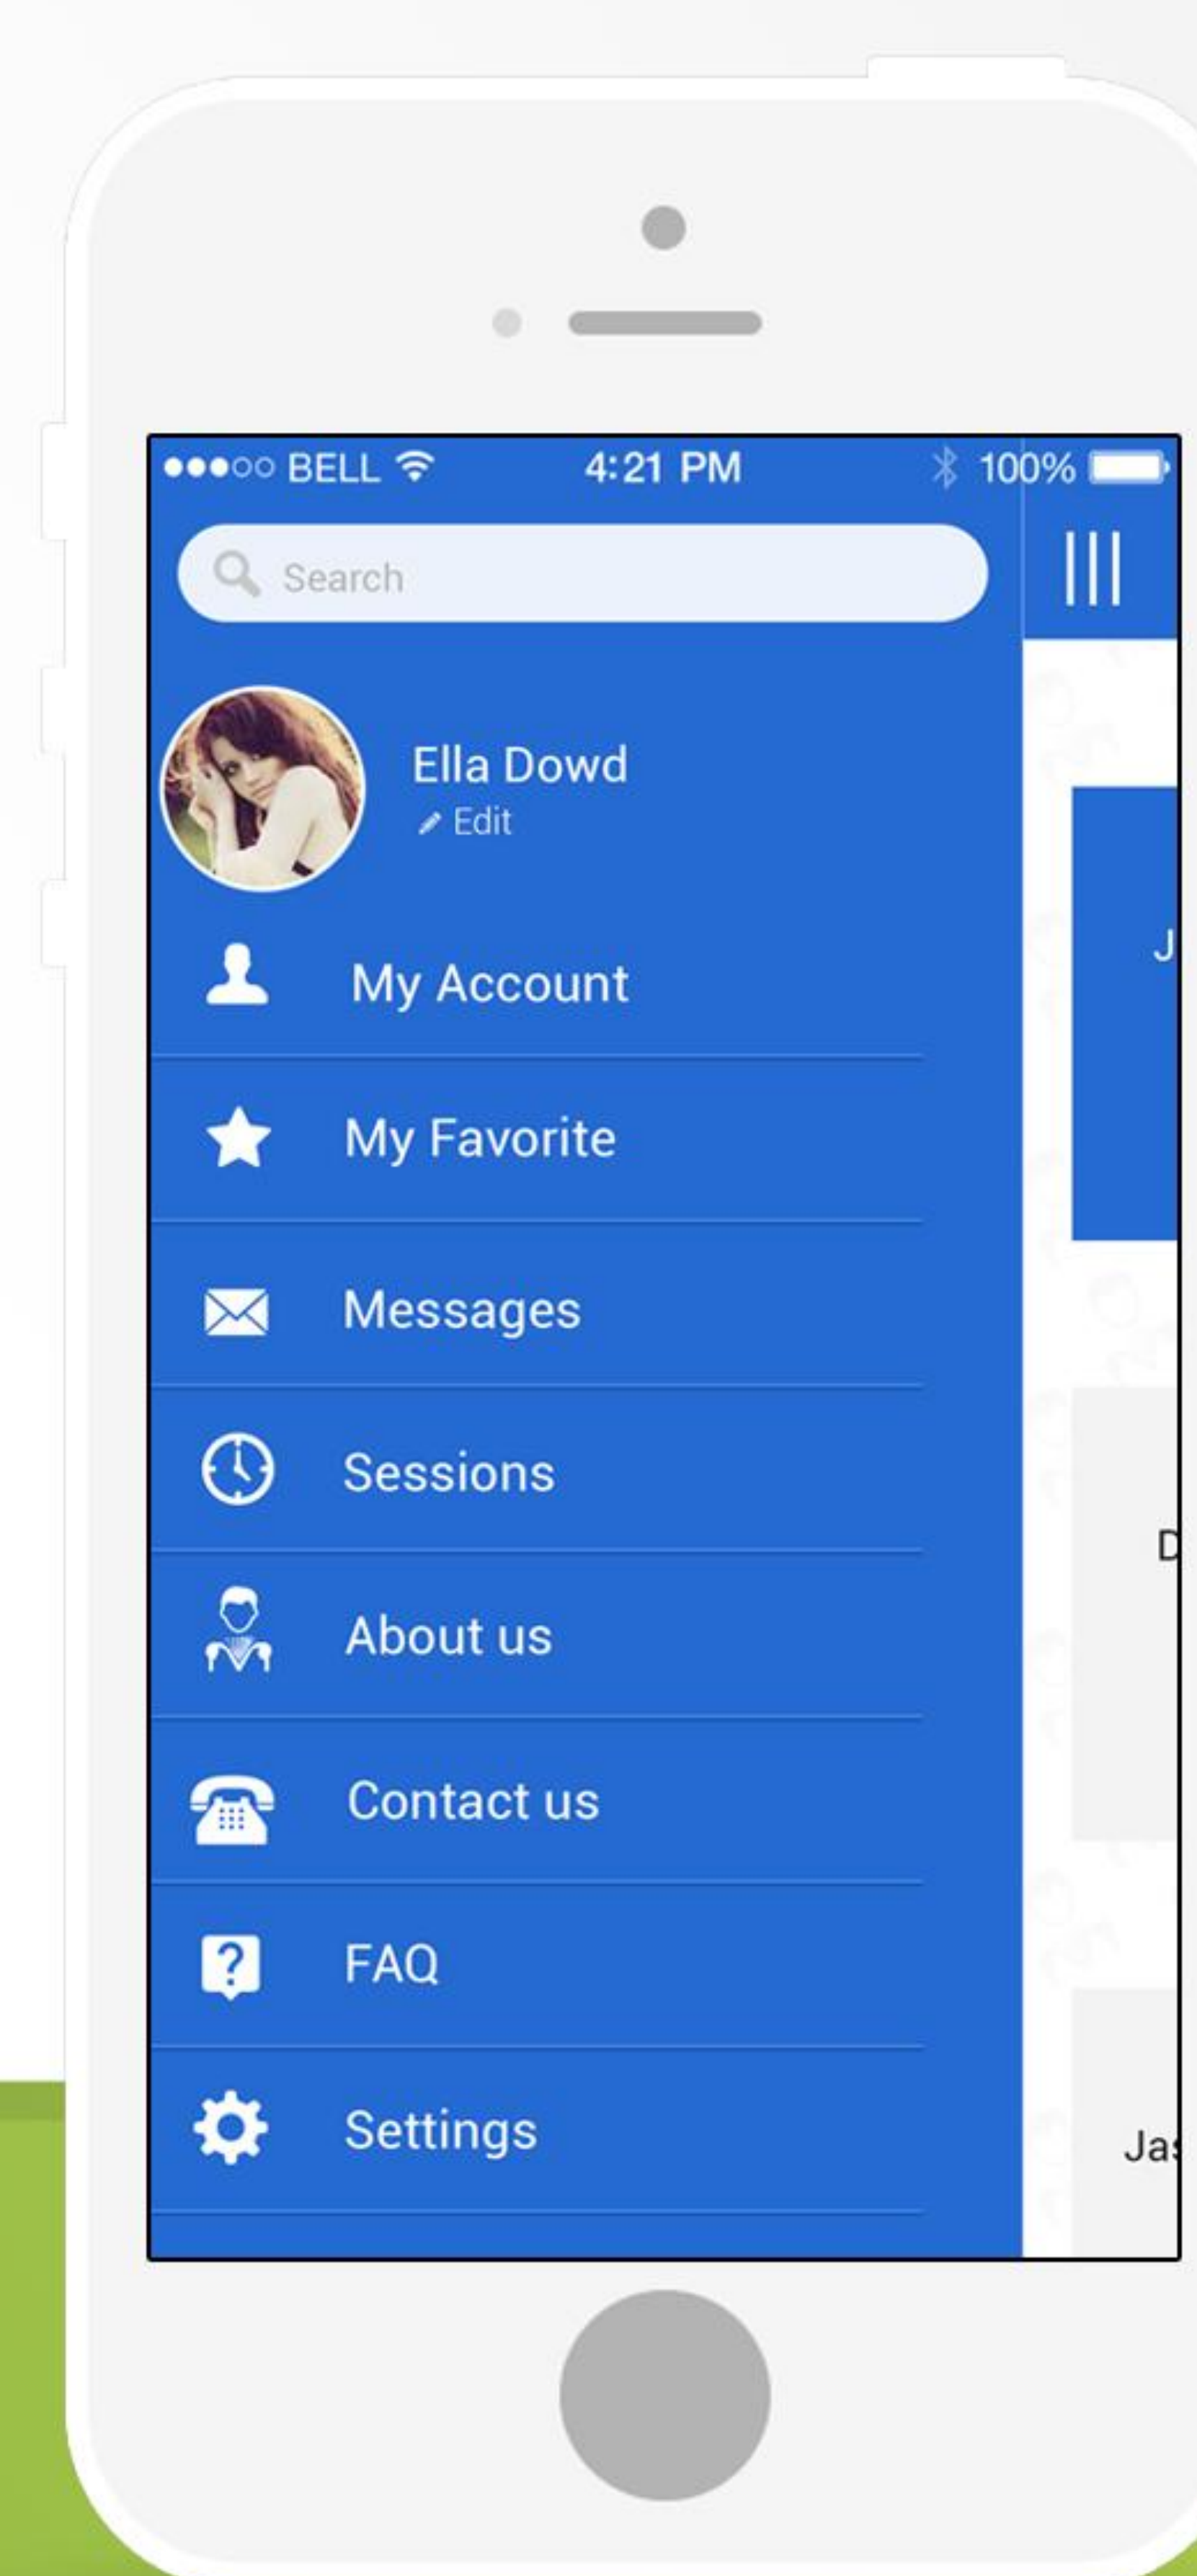 BELL 4:21 PM 100%
Search
Ella Dowd
Edit
My Account
My Favorite
Messages
Sessions
About us
Contact us
FAQ
Settings
J
D
Jas